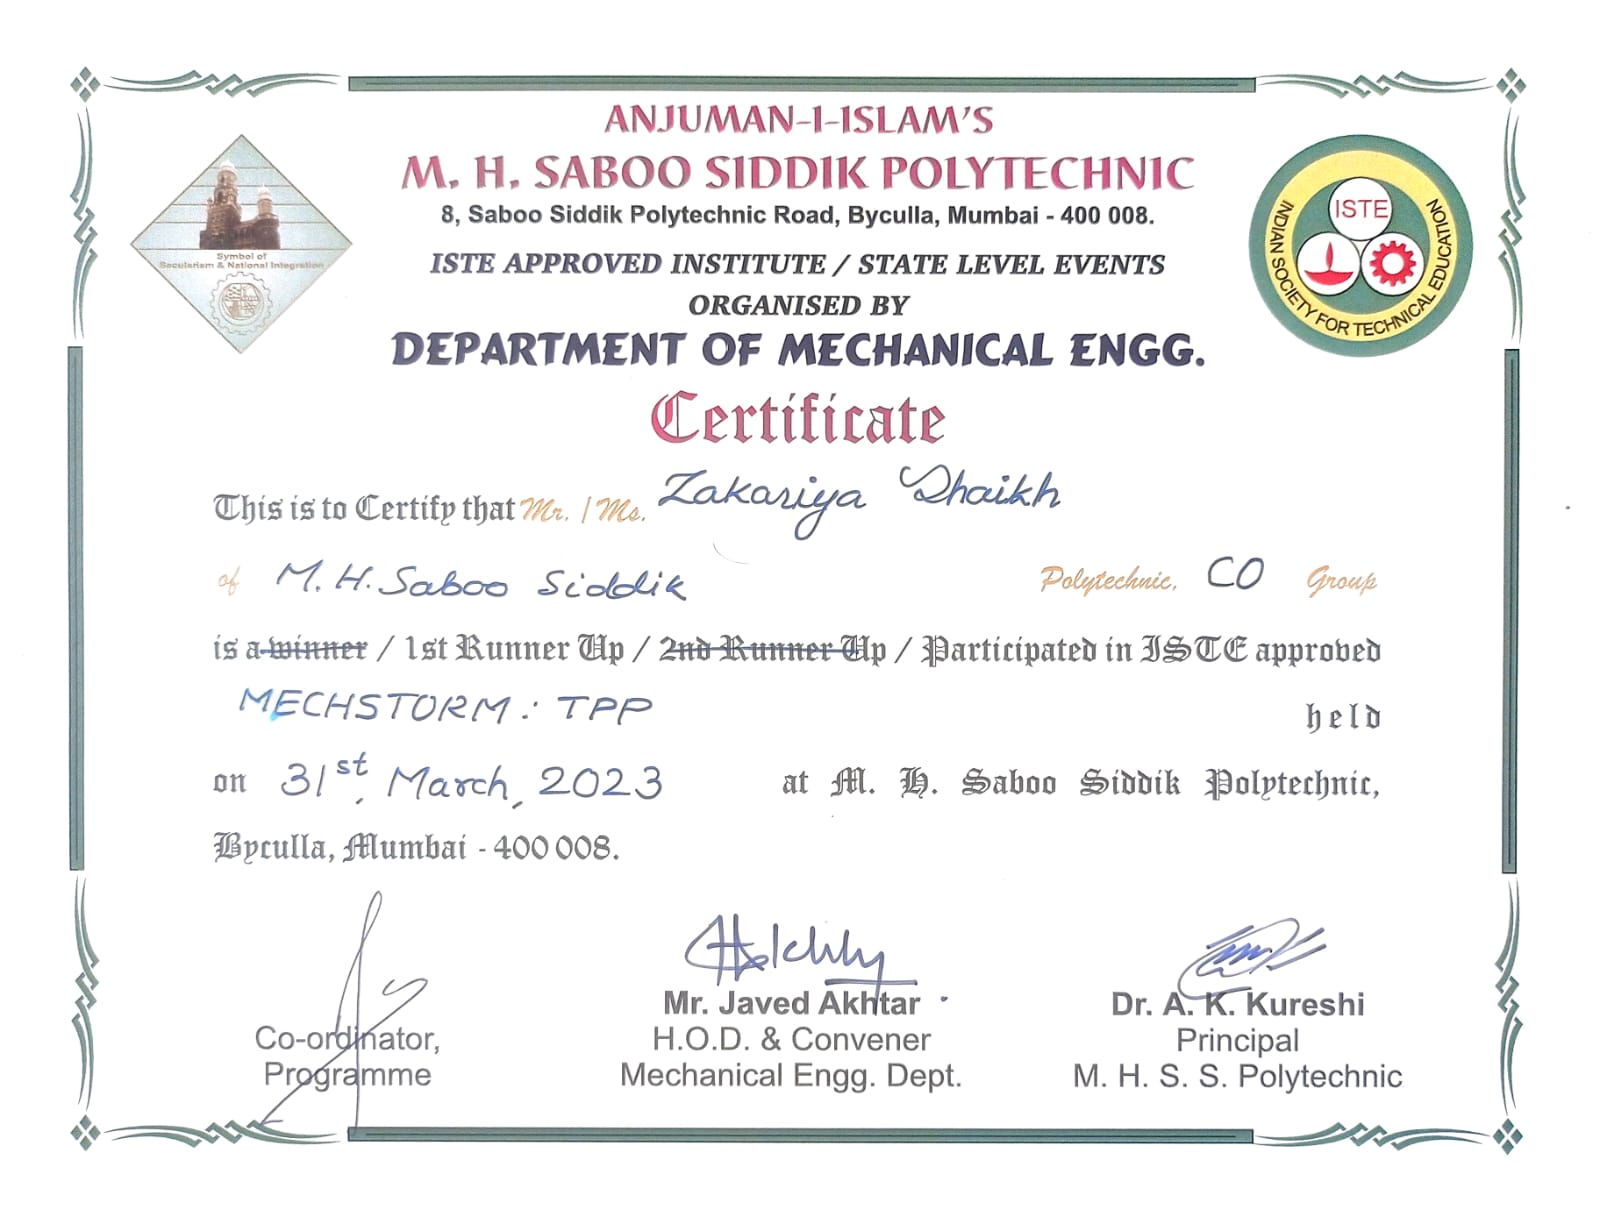 ANJUMAN-I-ISLAM'S
M. H. SABOO SIDDIK POLYTECHNIC
8, Saboo Siddik Polytechnic Road, Byculla, Mumbai - 400 008.
Symbol of
Secularism & National Integration
ISTE
INDIAN SOCIETY FOR TECHNICAL EDUCATION
ISTE APPROVED INSTITUTE / STATE LEVEL EVENTS
ORGANISED BY
DEPARTMENT OF MECHANICAL ENGG.
Certificate
This is to Certify that Mr. / Ms. Zakariya Shaikh
of M. H. Saboo Siddik Polytechnic, CO Group
is a winner / 1st Runner Up / 2nd Runner Up / Participated in ISTE approved
MECHSTORM : TPP held
on 31st, March, 2023 at M. H. Saboo Siddik Polytechnic,
Byculla, Mumbai - 400 008.
Co-ordinator,
Programme
Mr. Javed Akhtar
H.O.D. & Convener
Mechanical Engg. Dept.
Dr. A. K. Kureshi
Principal
M. H. S. S. Polytechnic